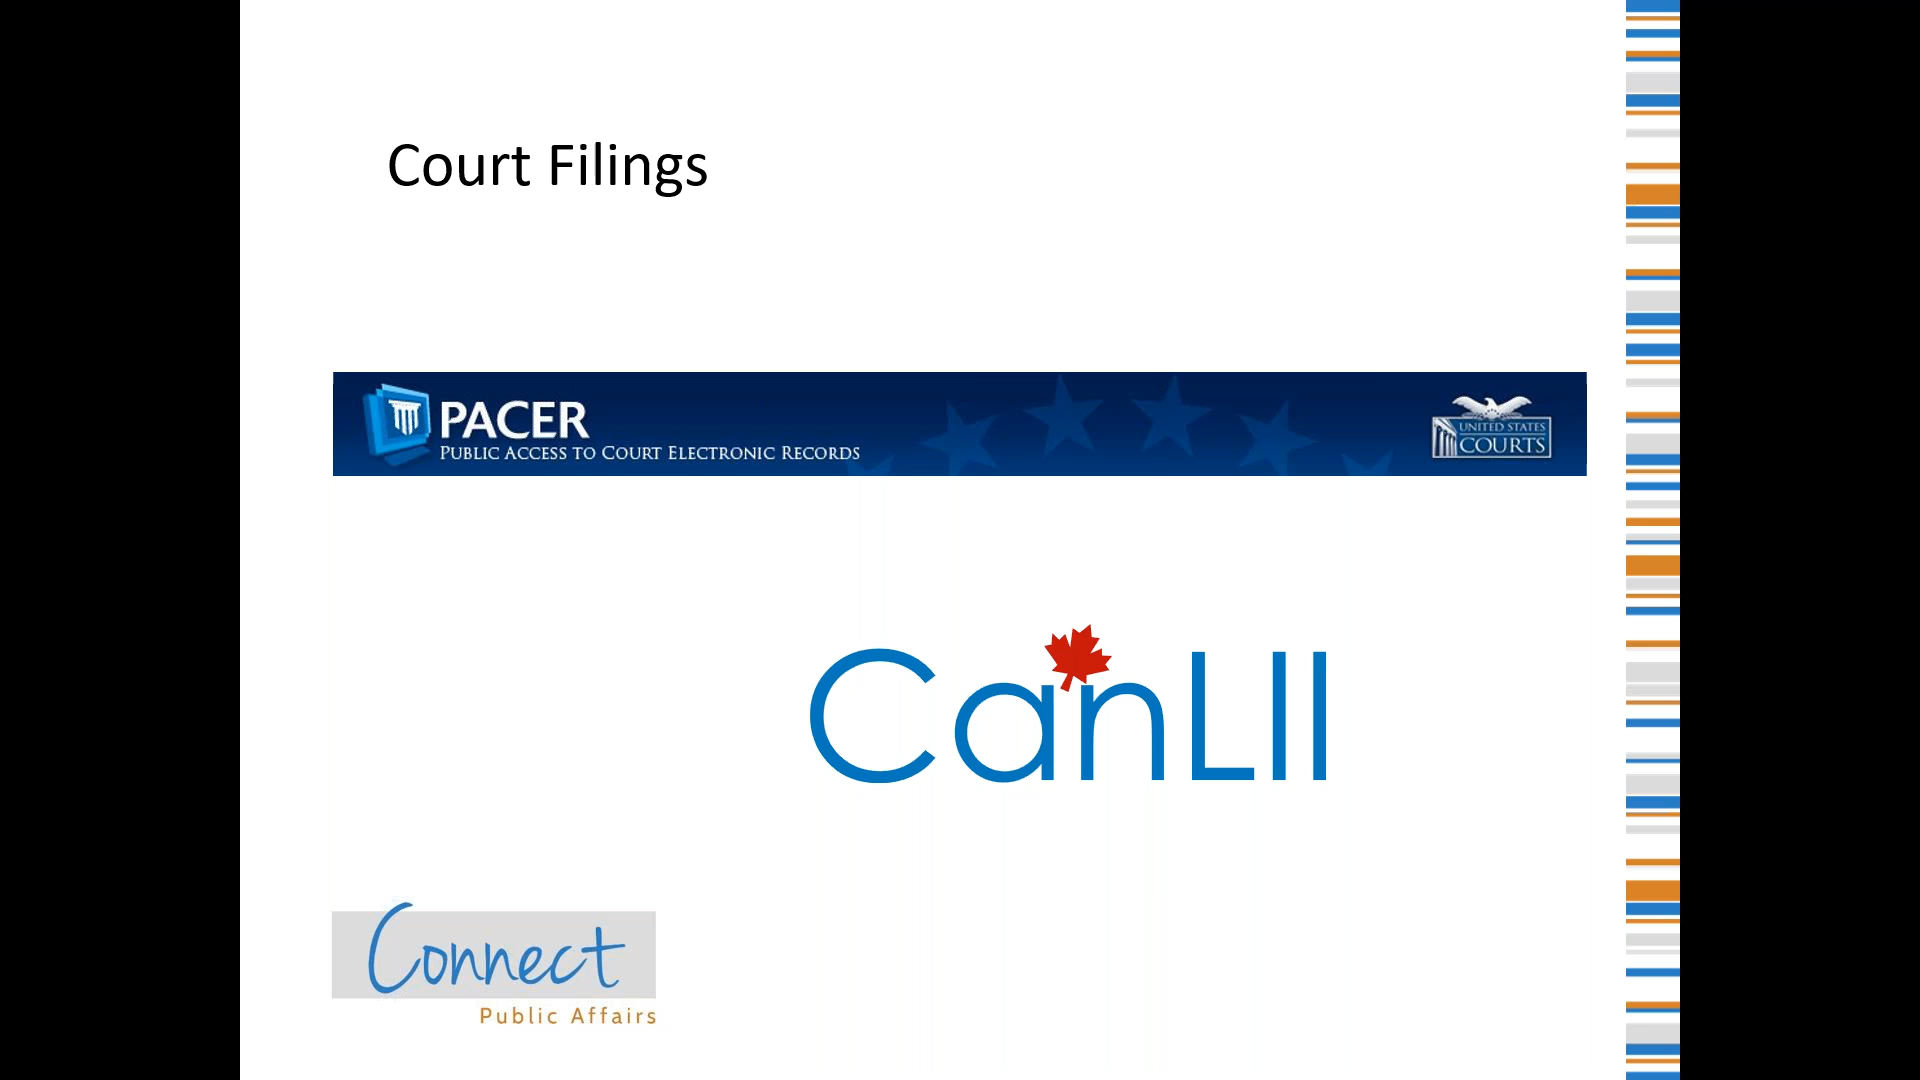 Court Filings
PACER
PUBLIC ACCESS TO COURT ELECTRONIC RECORDS
UNITED STATES
COURTS
CanLII
Connect
Public Affairs